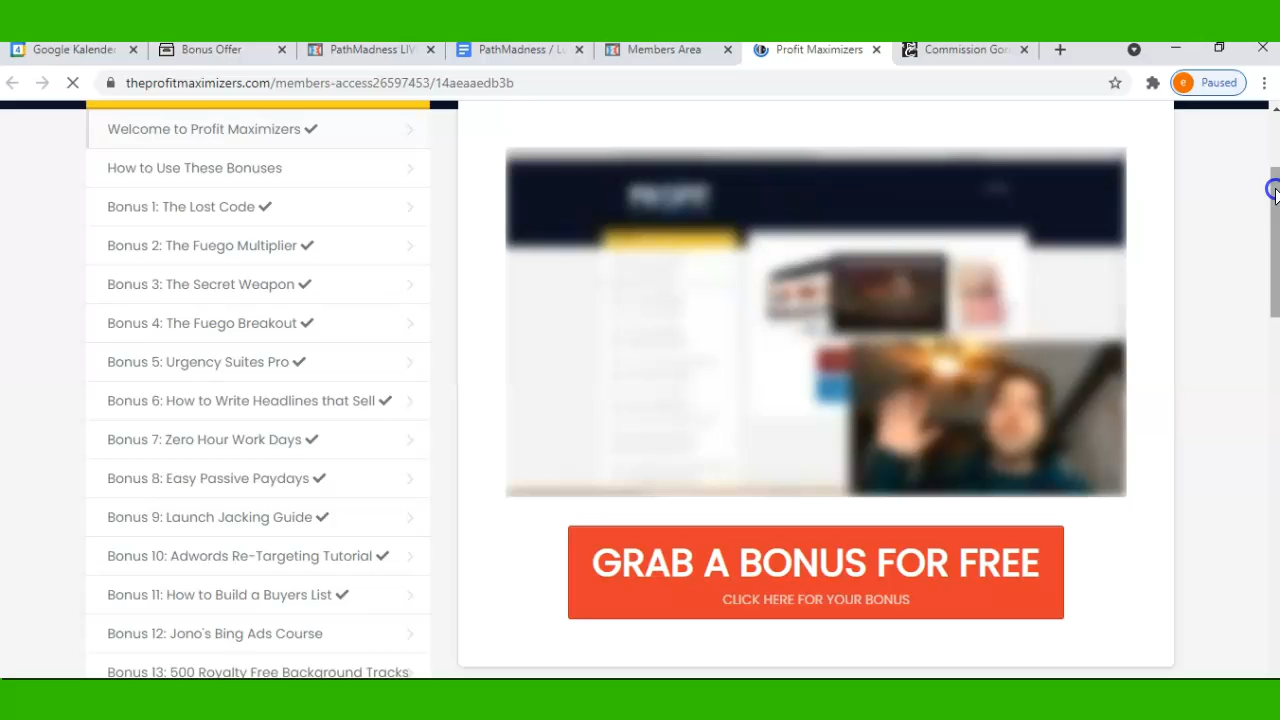 4 Google Kalende
Bonus Offer
PathMadness LIV
PathMadness / L
Members Area
Profit Maximizers
Commission Gor
theprofitmaximizers.com/members-access26597453/14aeaaedb3b
e Paused
Welcome to Profit Maximizers
How to Use These Bonuses
Bonus 1: The Lost Code
Bonus 2: The Fuego Multiplier
Bonus 3: The Secret Weapon
Bonus 4: The Fuego Breakout
Bonus 5: Urgency Suites Pro
Bonus 6: How to Write Headlines that Sell
Bonus 7: Zero Hour Work Days
Bonus 8: Easy Passive Paydays
Bonus 9: Launch Jacking Guide
Bonus 10: Adwords Re-Targeting Tutorial
Bonus 11: How to Build a Buyers List
Bonus 12: Jono's Bing Ads Course
Bonus 13: 500 Royalty Free Background Tracks
GRAB A BONUS FOR FREE
CLICK HERE FOR YOUR BONUS